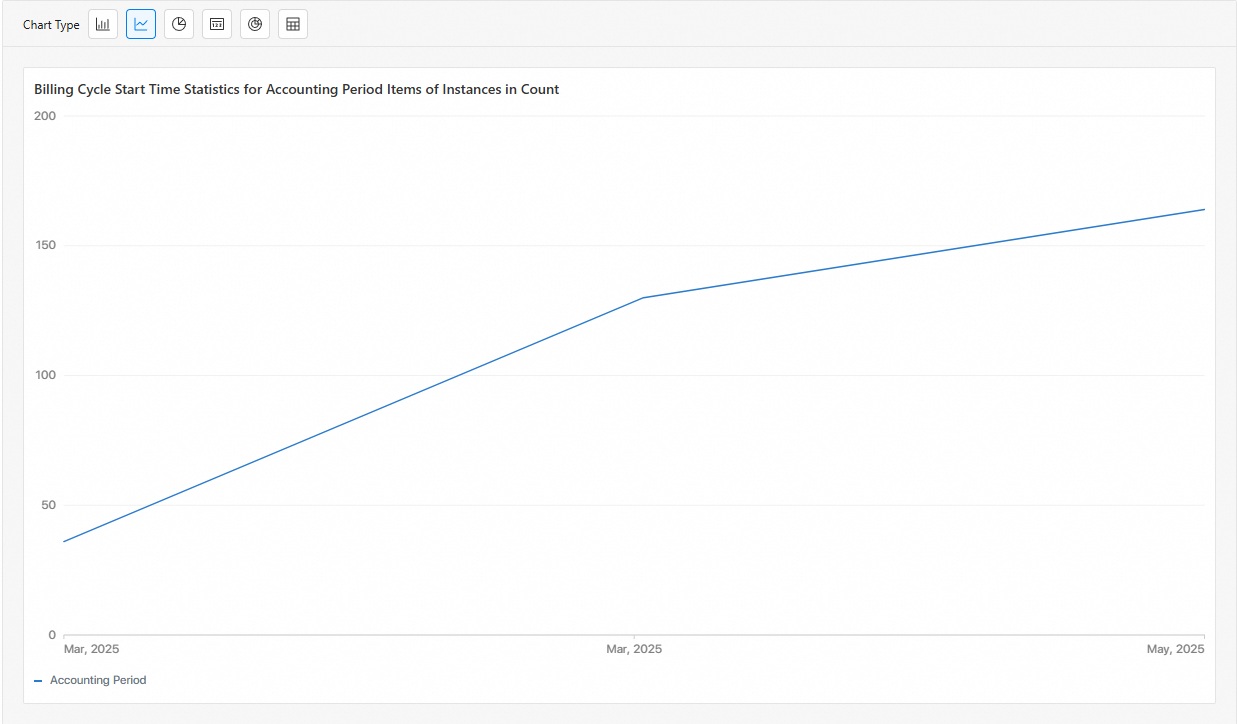 Chart Type
Billing Cycle Start Time Statistics for Accounting Period Items of Instances in Count
200
150
100
50
0
Mar, 2025 Mar, 2025 May, 2025
Accounting Period